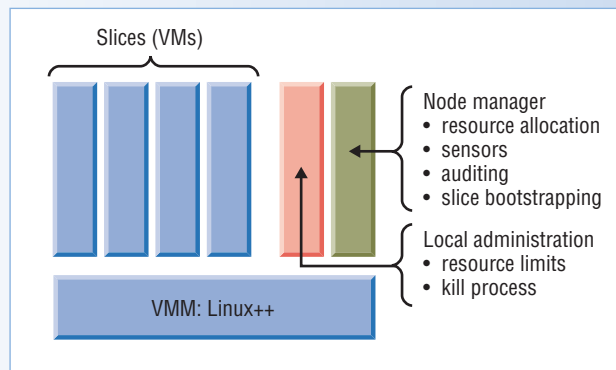 Slices (VMs)
Node manager
• resource allocation
• sensors
• auditing
• slice bootstrapping
Local administration
• resource limits
• kill process
VMM: Linux++